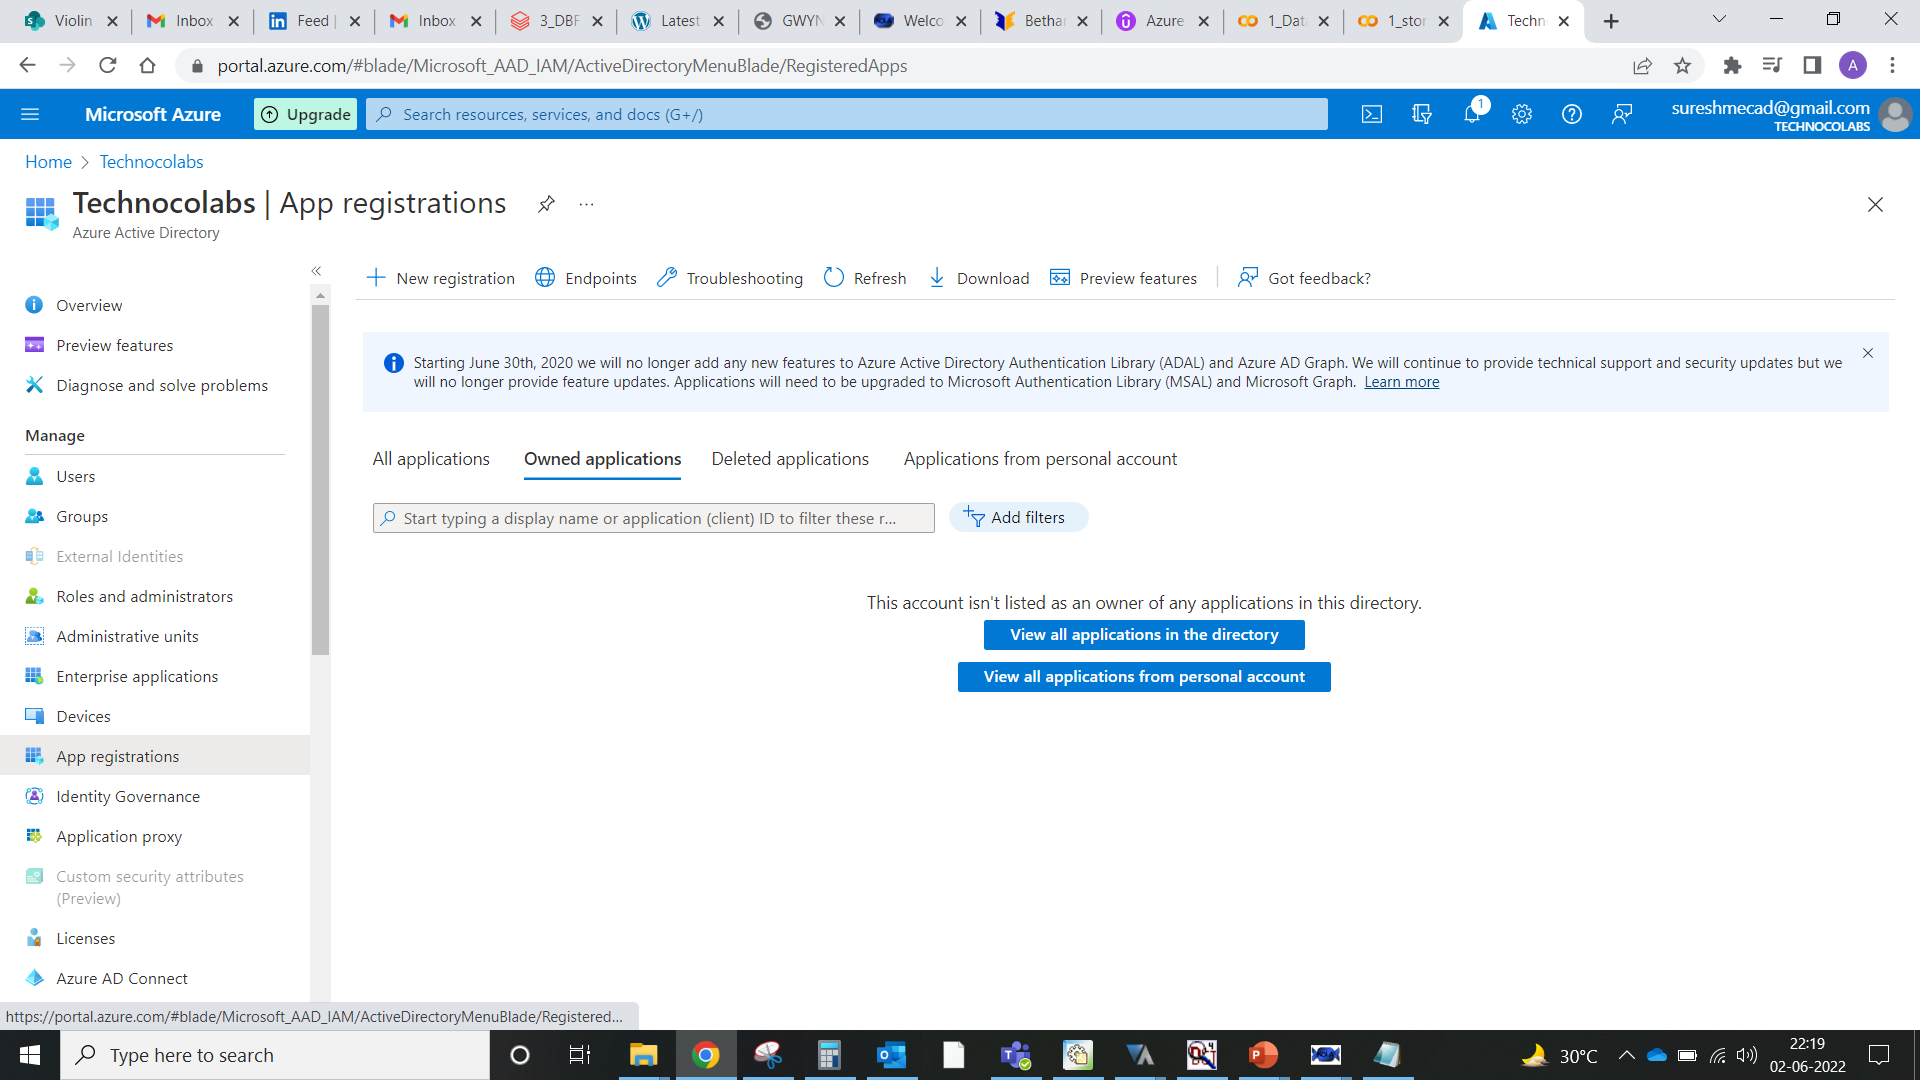 Violin
Inbox
Feed |
Inbox
3_DBF
Latest
GWYN
Welco
Bethan
Azure
1_Data
1_stor
Techn
portal.azure.com/#blade/Microsoft_AAD_IAM/ActiveDirectoryMenuBlade/RegisteredApps
A
Microsoft Azure
Upgrade
Search resources, services, and docs (G+/)
1
sureshmecad@gmail.com
TECHNOCOLABS
Home > Technocolabs
Technocolabs | App registrations
Azure Active Directory
New registration
Endpoints
Troubleshooting
Refresh
Download
Preview features
Got feedback?
Overview
Preview features
Diagnose and solve problems
Manage
Users
Groups
External Identities
Roles and administrators
Administrative units
Enterprise applications
Devices
App registrations
Identity Governance
Application proxy
Custom security attributes
(Preview)
Licenses
Azure AD Connect
Starting June 30th, 2020 we will no longer add any new features to Azure Active Directory Authentication Library (ADAL) and Azure AD Graph. We will continue to provide technical support and security updates but we
will no longer provide feature updates. Applications will need to be upgraded to Microsoft Authentication Library (MSAL) and Microsoft Graph. Learn more
All applications
Owned applications
Deleted applications
Applications from personal account
Start typing a display name or application (client) ID to filter these r...
Add filters
This account isn't listed as an owner of any applications in this directory.
View all applications in the directory
View all applications from personal account
https://portal.azure.com/#blade/Microsoft_AAD_IAM/ActiveDirectoryMenuBlade/Registered...
Type here to search
30°C
22:19
02-06-2022